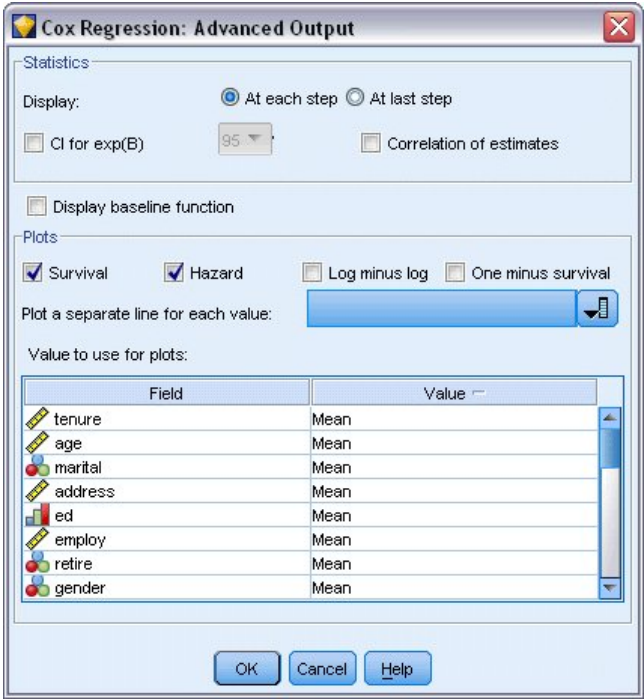 Cox Regression: Advanced Output
Statistics
Display: At each step At last step
CI for exp(B) 95 Correlation of estimates
Display baseline function
Plots
Survival Hazard Log minus log One minus survival
Plot a separate line for each value:
Value to use for plots:
Field Value
tenure Mean
age Mean
marital Mean
address Mean
ed Mean
employ Mean
retire Mean
gender Mean
OK Cancel Help